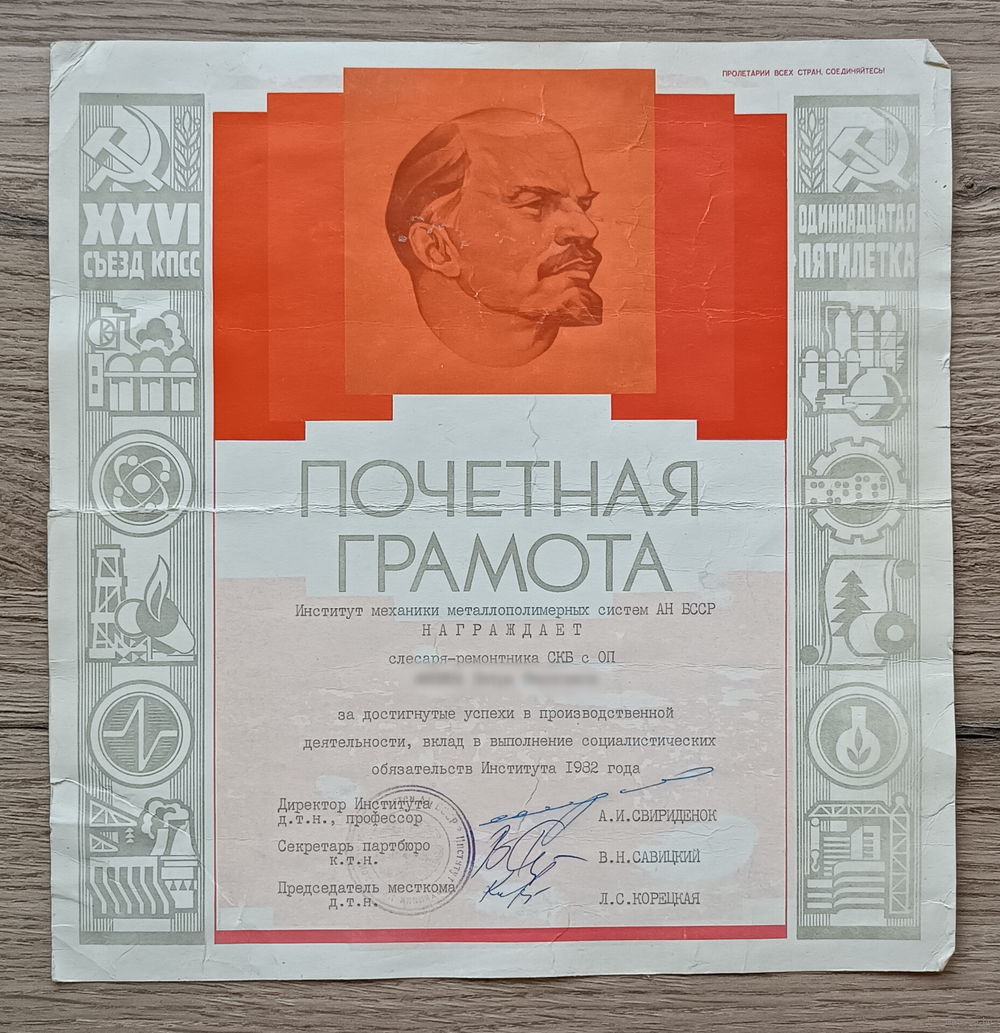 ПРОЛЕТАРИИ ВСЕХ СТРАН, СОЕДИНЯЙТЕСЬ!
XXVI
СЪЕЗД КПСС
ОДИННАДЦАТАЯ
ПЯТИЛЕТКА
ПОЧЕТНАЯ
ГРАМОТА
Институт механики металлополимерных систем АН БССР
НАГРАЖДАЕТ
слесаря-ремонтника СКБ с ОП
за достигнутые успехи в производственной
деятельности, вклад в выполнение социалистических
обязательств Института 1982 года
Директор Института
д.т.н., профессор
А.И.СВИРИДЕНОК
Секретарь партбюро
к.т.н.
В.Н.САВИЦКИЙ
Председатель месткома
д.т.н.
Л.С.КОРЕЦКАЯ